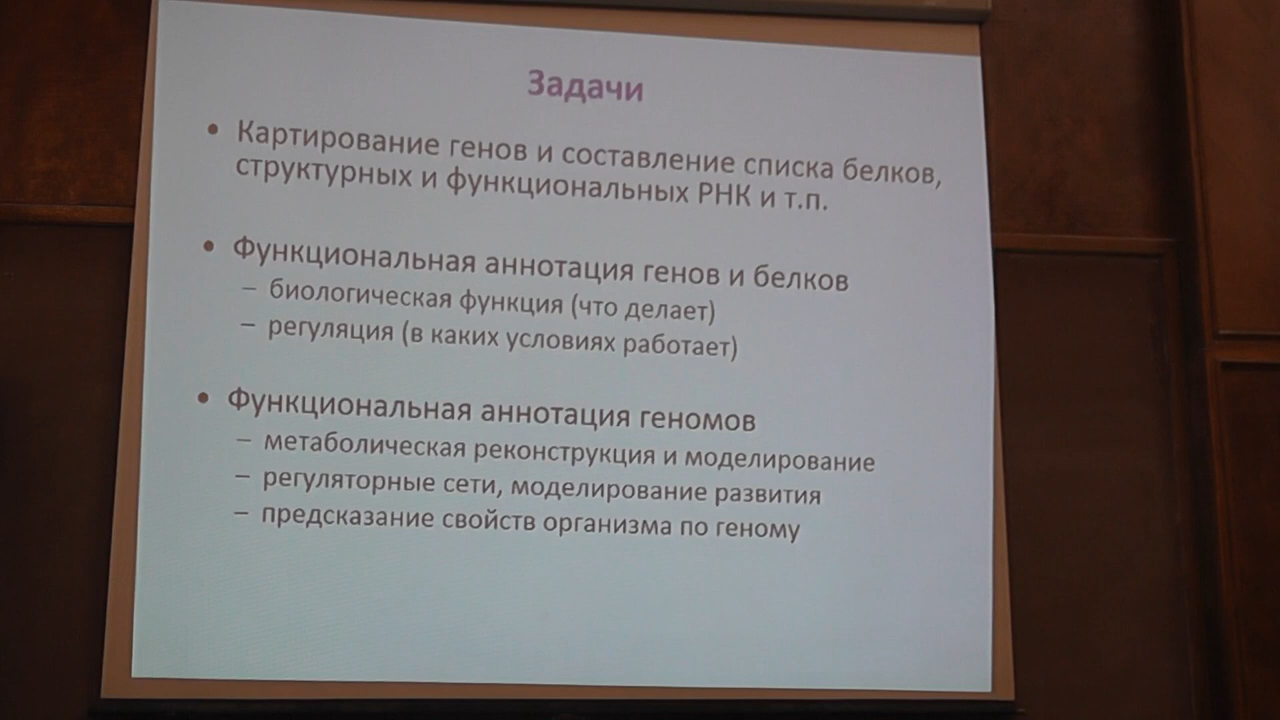 Задачи
• Картирование генов и составление списка белков,
структурных и функциональных РНК и т.п.
• Функциональная аннотация генов и белков
– биологическая функция (что делает)
– регуляция (в каких условиях работает)
• Функциональная аннотация геномов
– метаболическая реконструкция и моделирование
– регуляторные сети, моделирование развития
– предсказание свойств организма по геному